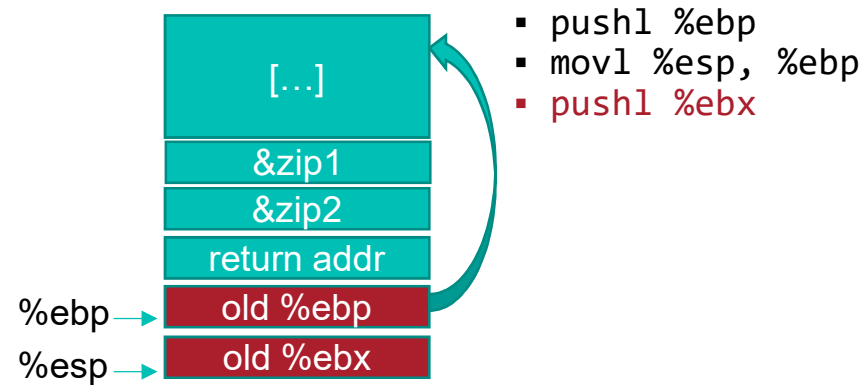 […]
&zip1
&zip2
return addr
%ebp
old %ebp
%esp
old %ebx
▪ pushl %ebp
▪ movl %esp, %ebp
▪ pushl %ebx